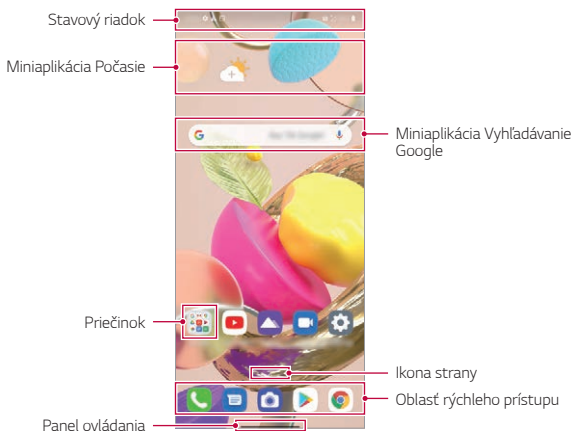 Stavový riadok
Miniaplikácia Počasie
Miniaplikácia Vyhľadávanie
Google
Priečinok
Ikona strany
Oblasť rýchleho prístupu
Panel ovládania